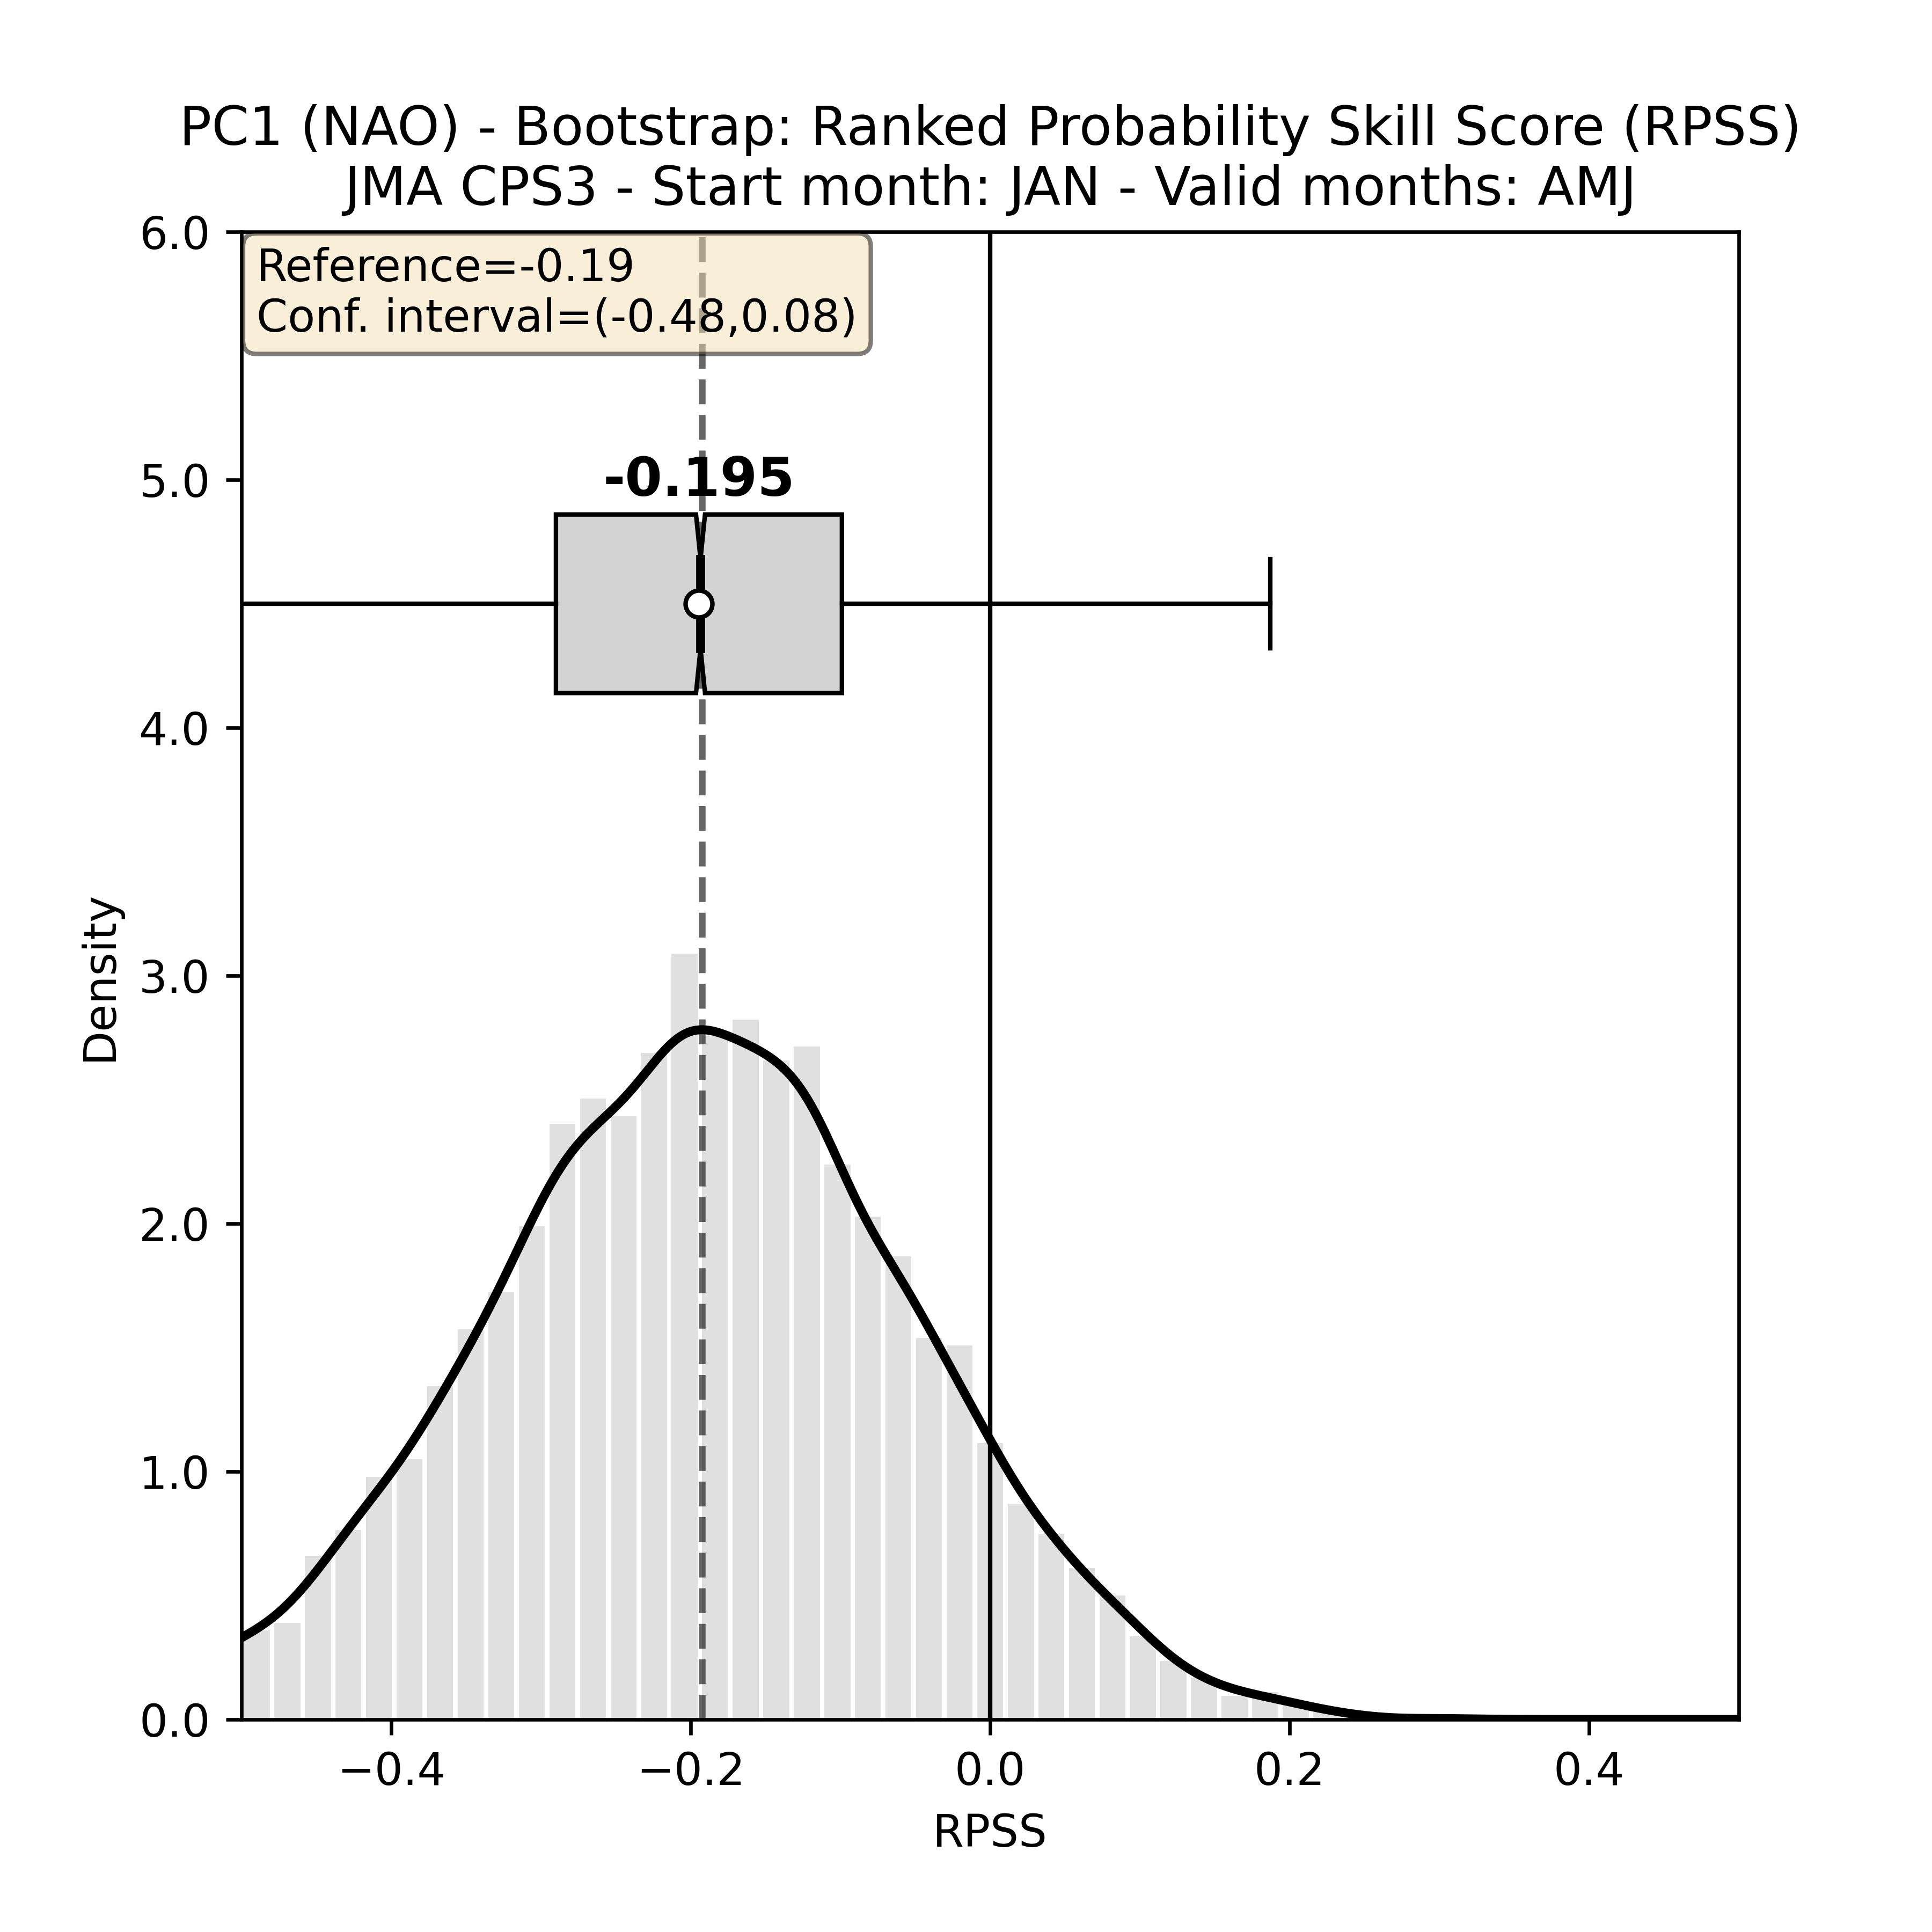 PC1 (NAO) - Bootstrap: Ranked Probability Skill Score (RPSS)
JMA CPS3 - Start month: JAN - Valid months: AMJ
Reference=-0.19
Conf. interval=(-0.48,0.08)
-0.195
6.0
5.0
4.0
3.0
2.0
1.0
0.0
Density
−0.4
−0.2
0.0
0.2
0.4
RPSS